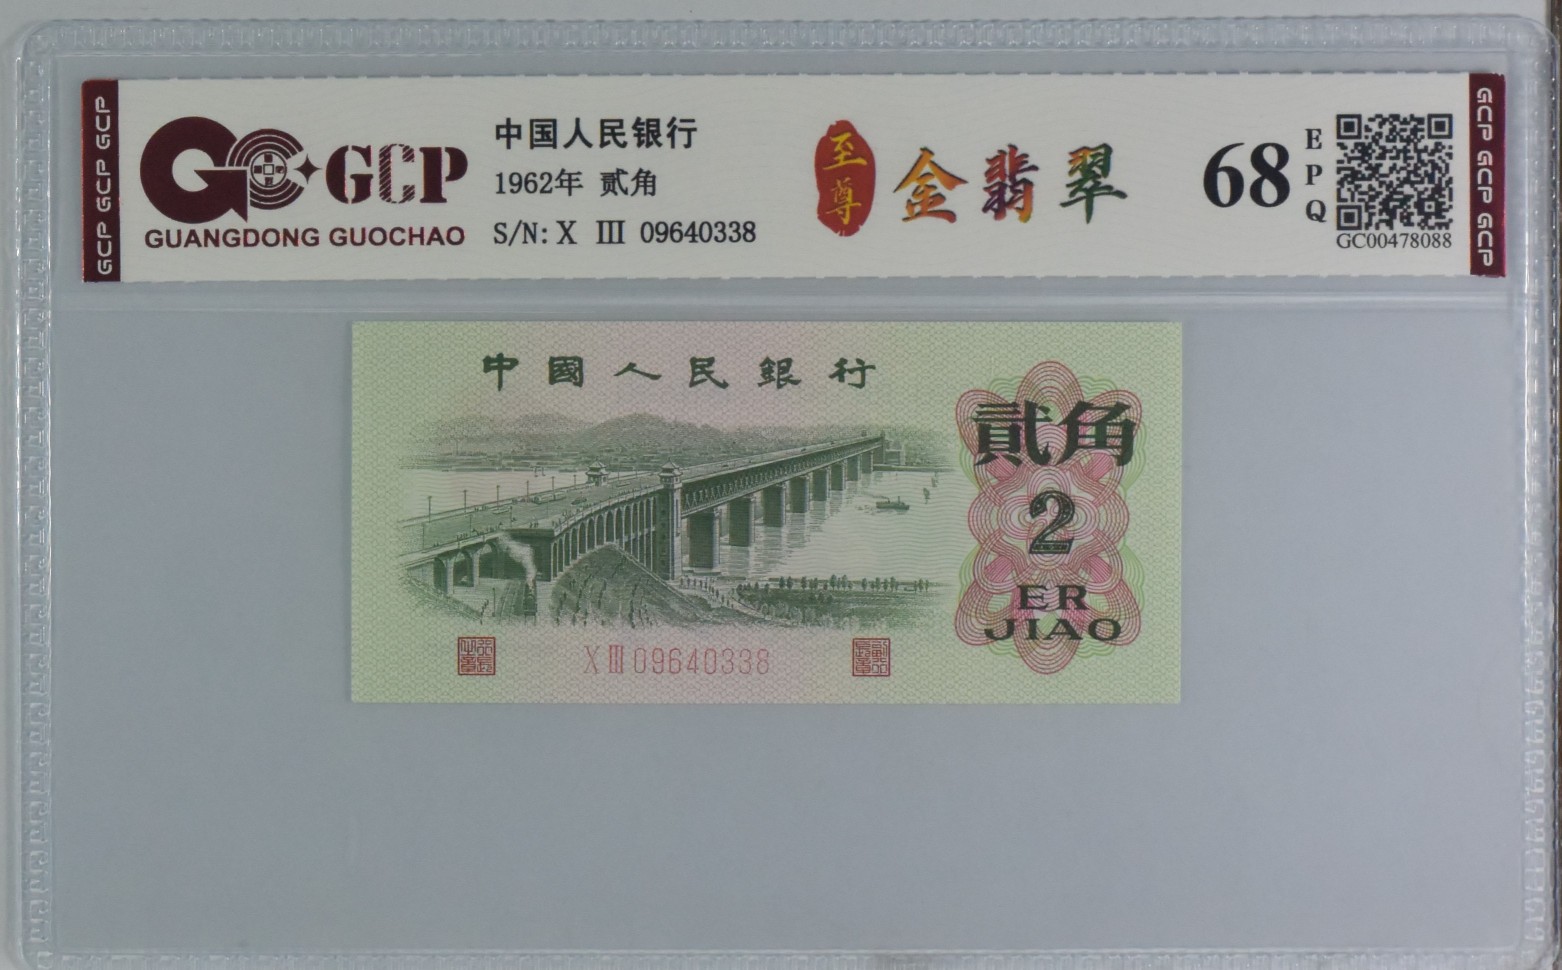 GCP GCP GCP
GCP
GUANGDONG GUOCHAO
中国人民银行
1962年 贰角
S/N: X III 09640338
至尊
金翡翠
68
EPQ
GC00478088
GCP GCP GCP
中國人民銀行
貳角
2
ER
JIAO
X III 09640338